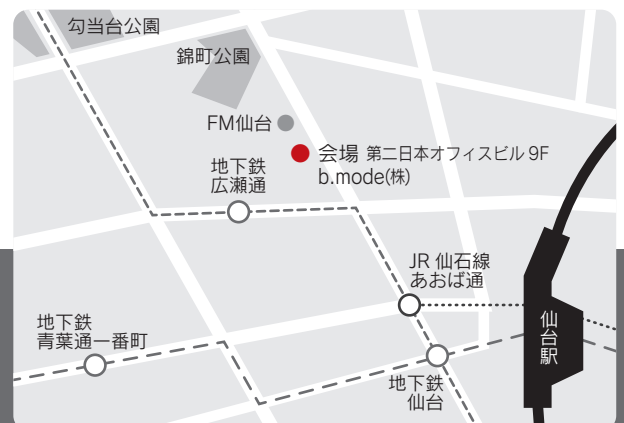 勾当台公園
錦町公園
FM仙台
会場 第二日本オフィスビル 9F
b.mode(株)
地下鉄
広瀬通
JR 仙石線
あおば通
仙台駅
地下鉄
青葉通一番町
地下鉄
仙台